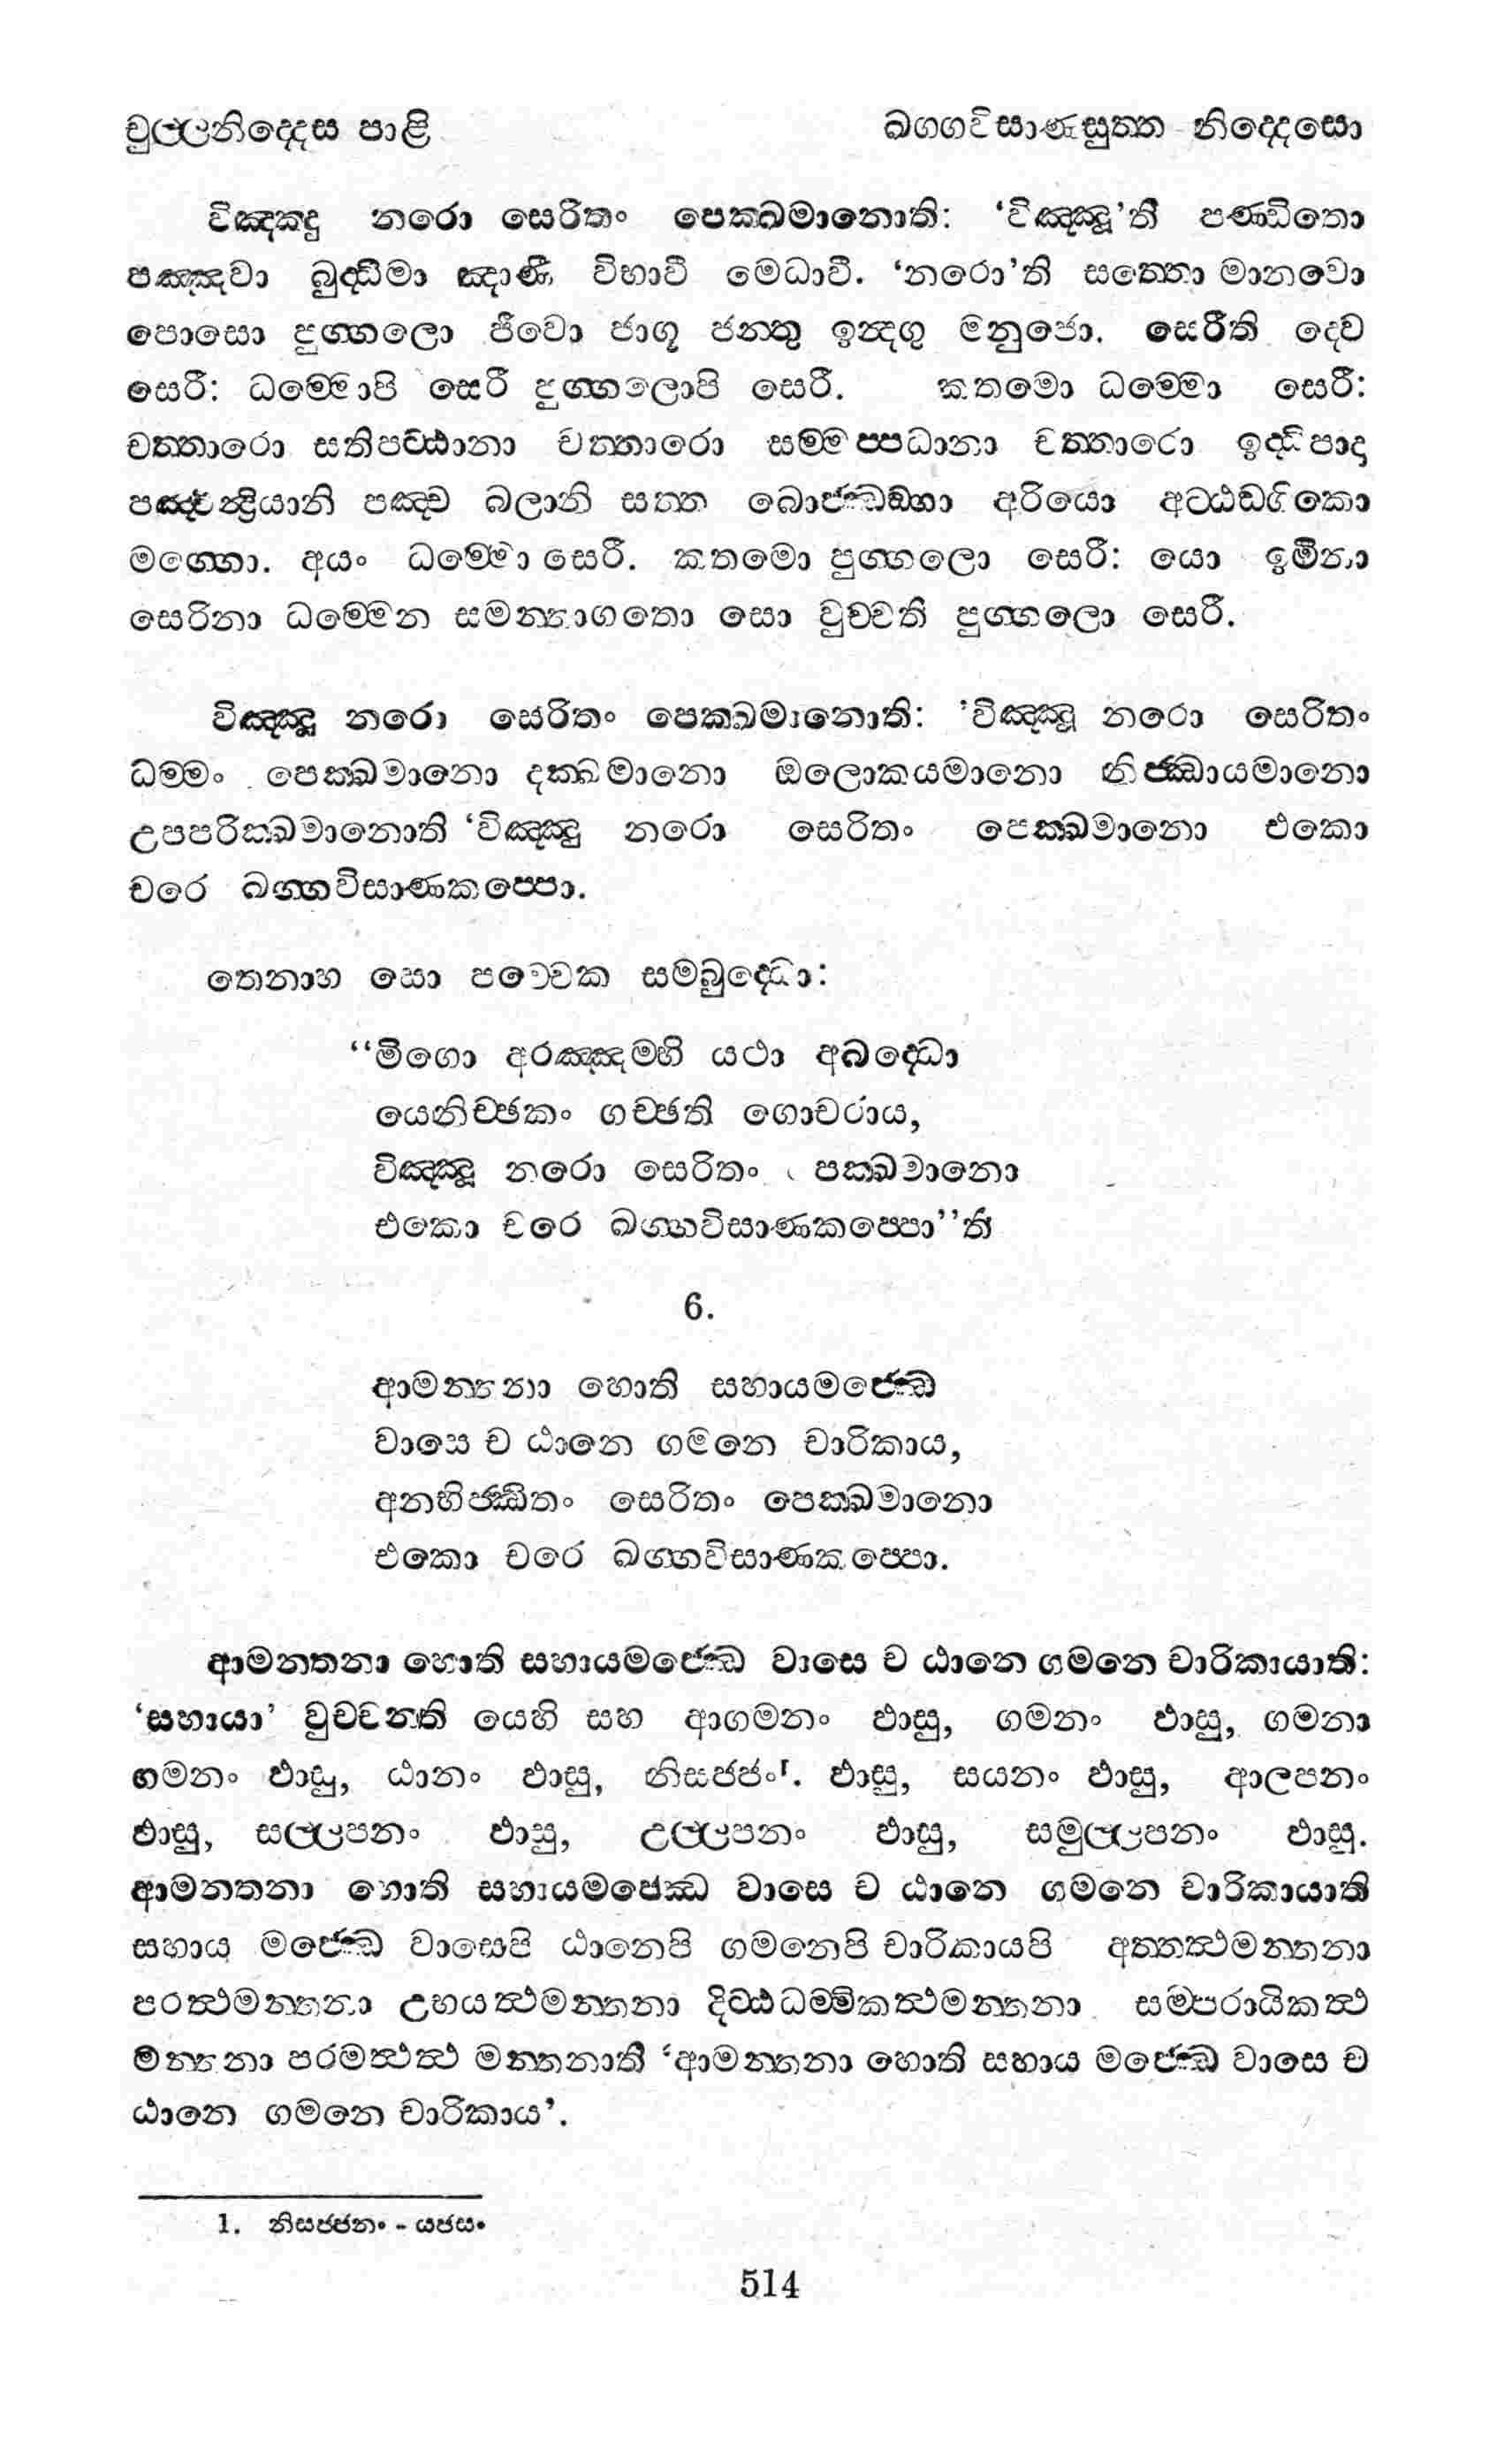 චුල්ලනිද්දෙස පාළි
ඛග්ගවිසාණසුත්ත නිද්දෙසො
විඤ්ඤු නරො සෙරිතං පෙක්ඛමානොති: ‘විඤ්ඤූ’ති පණ්ඩිතො
පඤ්ඤවා බුද්ධිමා ඤාණී විභාවී මෙධාවී. ‘නරො’ති සත්තො මානවො
පොසො පුග්ගලො ජීවො ජාගු ජන්තු ඉන්දගු මනුජො. සෙරීති ද්වෙ
සෙරී: ධම්මොපි සෙරී පුග්ගලොපි සෙරී. කතමො ධම්මො සෙරී:
චත්තාරො සතිපට්ඨානා චත්තාරො සම්මප්පධානා චත්තාරො ඉද්ධිපාදා
පඤ්චින්ද්‍රියානි පඤ්ච බලානි සත්ත බොජ්ඣඞ්ගා අරියො අට්ඨඞ්ගිකො
මග්ගො. අයං ධම්මො සෙරී. කතමො පුග්ගලො සෙරී: යො ඉමිනා
සෙරිනා ධම්මෙන සමන්නාගතො සො වුච්චති පුග්ගලො සෙරී.
විඤ්ඤූ නරො සෙරිතං පෙක්ඛමානොති: ’විඤ්ඤූ නරො සෙරිතං
ධම්මං පෙක්ඛමානො දක්ඛමානො ඔලොකයමානො නිජ්ඣායමානො
උපපරික්ඛමානොති ‘විඤ්ඤු නරො සෙරිතං පෙක්ඛමානො එකො
චරෙ ඛග්ගවිසාණකප්පො.
තෙනාහ සො පච්චෙක සම්බුද්ධො:
‘‘මිගො අරඤ්ඤම්හි යථා අබද්ධො
යෙනිච්ඡකං ගච්ඡති ගොචරාය,
විඤ්ඤූ නරො සෙරිතං පක්ඛමානො
එකො චරෙ ඛග්ගවිසාණකප්පො’’ති
6.
ආමන්තනා හොති සහායමජ්ඣෙ
වාසෙ ච ඨානෙ ගමනෙ චාරිකාය,
අනභිජ්ඣිතං සෙරිතං පෙක්ඛමානො
එකො චරෙ ඛග්ගවිසාණකප්පො.
ආමන්තනා හොති සහායමජ්ඣෙ වාසෙ ච ඨානෙ ගමනෙ චාරිකායාති:
‘සහායා’ වුච්චන්ති යෙහි සහ ආගමනං ඵාසු, ගමනං ඵාසු, ගමනා
ගමනං ඵාසු, ඨානං ඵාසු, නිසජ්ජං¹. ඵාසු, සයනං ඵාසු, ආලපනං
ඵාසු, සල්ලපනං ඵාසු, උල්ලපනං ඵාසු, සමුල්ලපනං ඵාසු.
ආමන්තනා හොති සහායමජ්ඣෙ වාසෙ ච ඨානෙ ගමනෙ චාරිකායාති
සහාය මජ්ඣෙ වාසෙපි ඨානෙපි ගමනෙපි චාරිකායපි අත්තත්ථමන්තනා
පරත්ථමන්තනා උභයත්ථමන්තනා දිට්ඨධම්මිකත්ථමන්තනා සම්පරායිකත්ථ
මන්තනා පරමත්ථත්ථ මන්තනාති ‘ආමන්තනා හොති සහාය මජ්ඣෙ වාසෙ ච
ඨානෙ ගමනෙ චාරිකාය’.
1. නිසජ්ජනං - යජසං
514